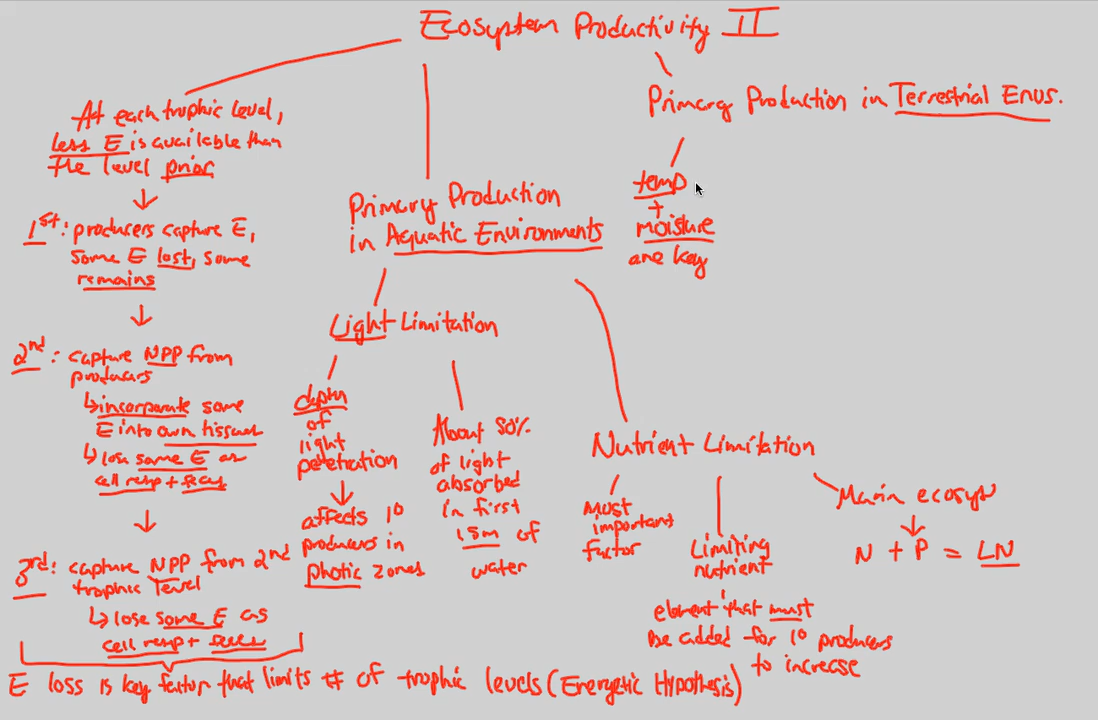 Ecosystem Productivity II
At each trophic level,
less E is available than
the level prior
1st: producers capture E,
some E lost, some
remains
2nd: capture NPP from
producers
↳ incorporate some
E into own tissues
↳ lose some E as
cell resp + feces
3rd: capture NPP from 2nd
trophic level
↳ lose some E as
cell resp + feces
E loss is key factor that limits # of trophic levels (Energetic Hypothesis)
Primary Production
in Aquatic Environments
Light Limitation
depth
of
light
penetration
affects 1°
producers in
photic zones
About 80%
of light
absorbed
in first
15m of
water
Nutrient Limitation
Most
important
factor
Limiting
nutrient
element that must
be added for 1° producers
to increase
Marin ecosys
N + P = LN
Primary Production in Terrestrial Envs.
temp
+
moisture
are key